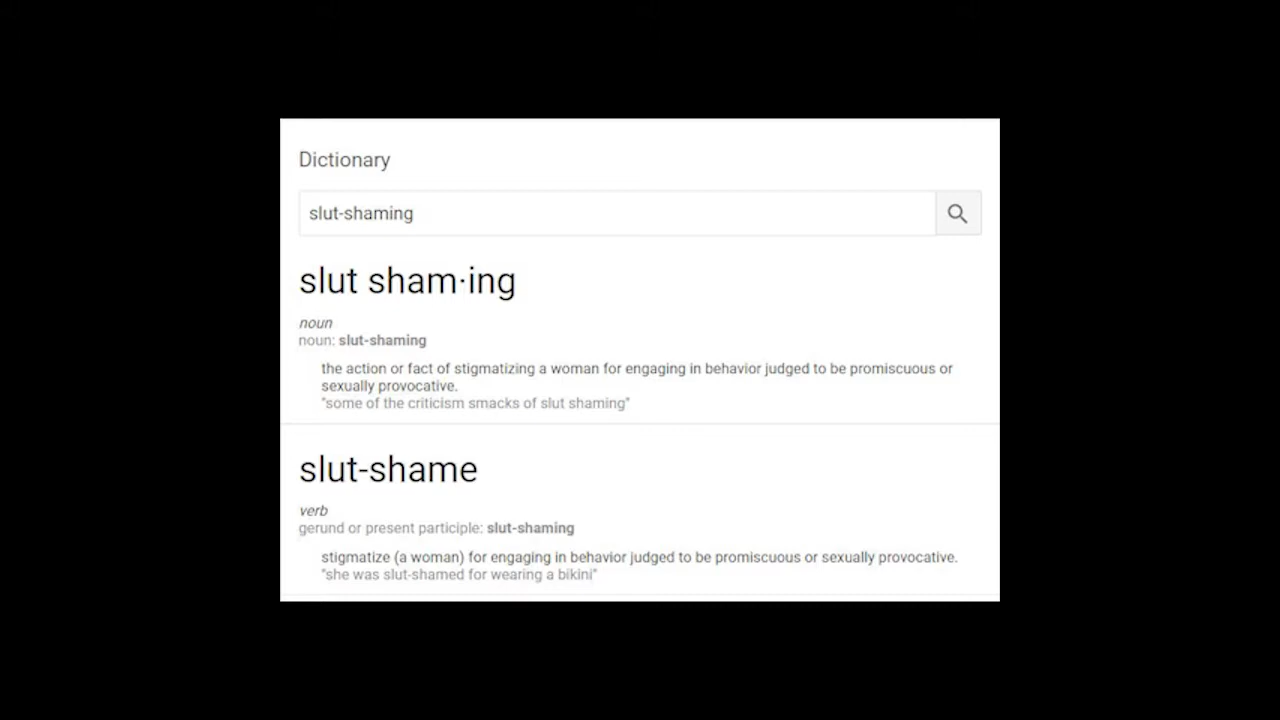 Dictionary
slut-shaming
slut sham·ing
noun
noun: slut-shaming
the action or fact of stigmatizing a woman for engaging in behavior judged to be promiscuous or
sexually provocative.
"some of the criticism smacks of slut shaming"
slut-shame
verb
gerund or present participle: slut-shaming
stigmatize (a woman) for engaging in behavior judged to be promiscuous or sexually provocative.
"she was slut-shamed for wearing a bikini"